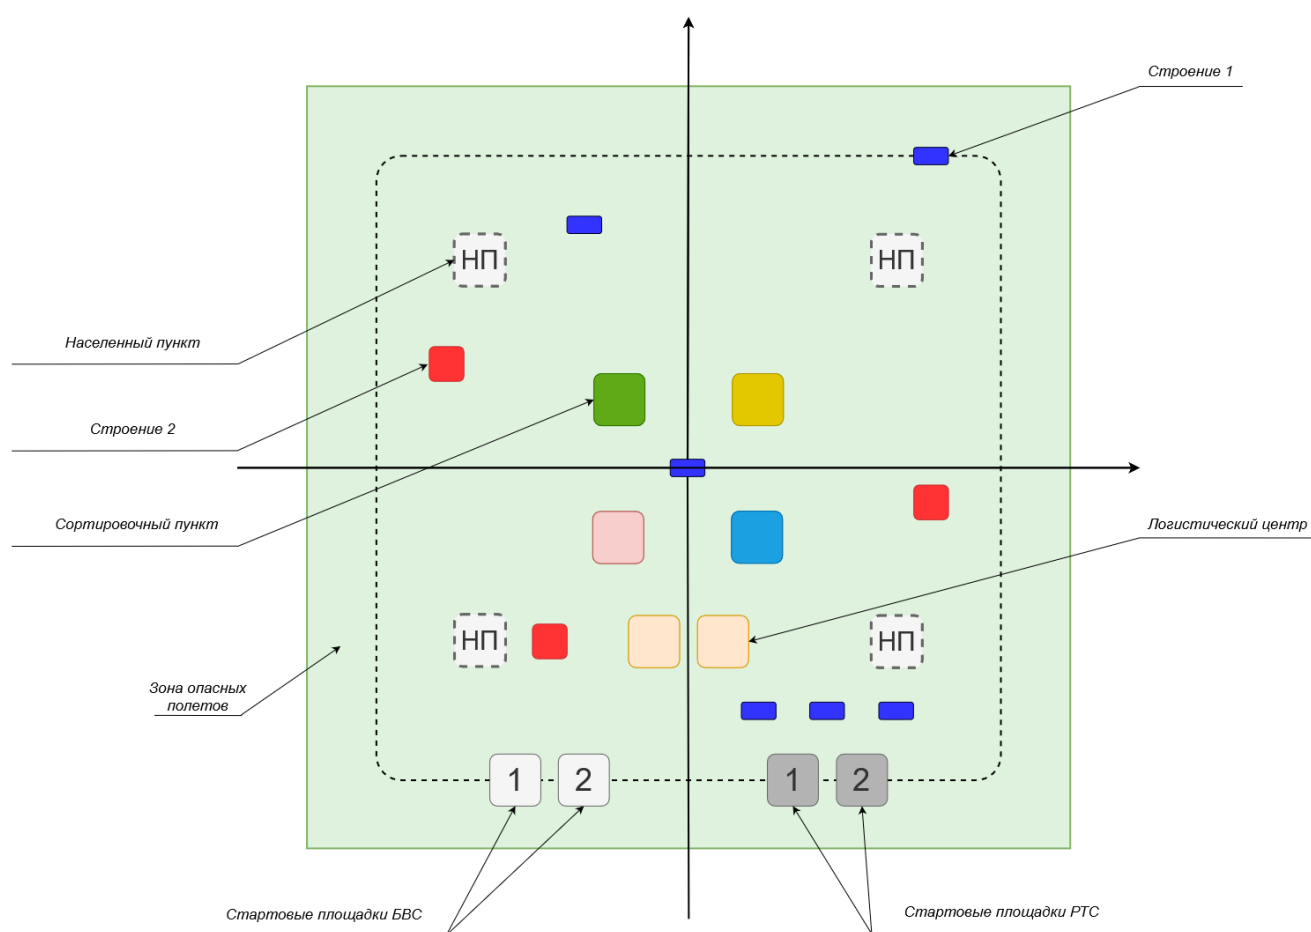 Строение 1
НП
НП
Населенный пункт
Строение 2
Сортировочный пункт
Логистический центр
НП
НП
Зона опасных
полетов
1
2
1
2
Стартовые площадки БВС
Стартовые площадки РТС